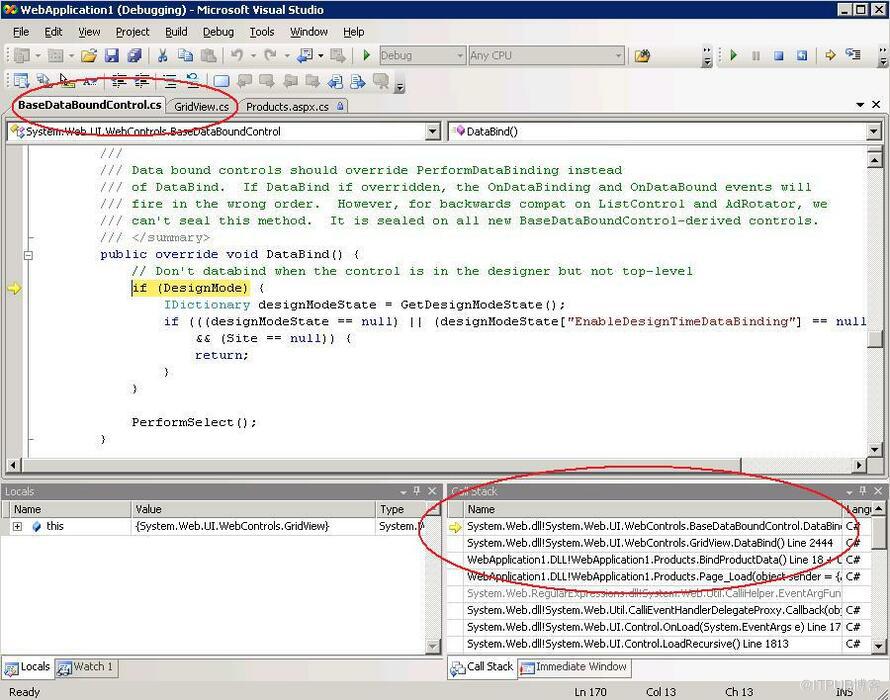 WebApplication1 (Debugging) - Microsoft Visual Studio
File Edit View Project Build Debug Tools Window Help
Debug Any CPU
BaseDataBoundControl.cs GridView.cs Products.aspx.cs
System.Web.UI.WebControls.BaseDataBoundControl DataBind()
///
/// Data bound controls should override PerformDataBinding instead
/// of DataBind.  If DataBind if overridden, the OnDataBinding and OnDataBound events will
/// fire in the wrong order.  However, for backwards compat on ListControl and AdRotator, we
/// can't seal this method.  It is sealed on all new BaseDataBoundControl-derived controls.
/// </summary>
public override void DataBind() {
// Don't databind when the control is in the designer but not top-level
if (DesignMode) {
IDictionary designModeState = GetDesignModeState();
if (((designModeState == null) || (designModeState["EnableDesignTimeDataBinding"] == null
&& (Site == null)) {
return;
}
}
PerformSelect();
}
Locals
Name Value Type
this {System.Web.UI.WebControls.GridView} System.
Call Stack
Name Lang
System.Web.dll!System.Web.UI.WebControls.BaseDataBoundControl.DataBin C#
System.Web.dll!System.Web.UI.WebControls.GridView.DataBind() Line 2444 C#
WebApplication1.DLL!WebApplication1.Products.BindProductData() Line 18 + C#
WebApplication1.DLL!WebApplication1.Products.Page_Load(object sender = {. C#
System.Web.RegularExpressions.dll!System.Web.Util.CalliHelper.EventArgFun
System.Web.dll!System.Web.Util.CalliEventHandlerDelegateProxy.Callback(obj C#
System.Web.dll!System.Web.UI.Control.OnLoad(System.EventArgs e) Line 17 C#
System.Web.dll!System.Web.UI.Control.LoadRecursive() Line 1813 C#
Locals Watch 1 Call Stack Immediate Window
Ready Ln 170 Col 13 Ch 13 INS
@ITPUB博客